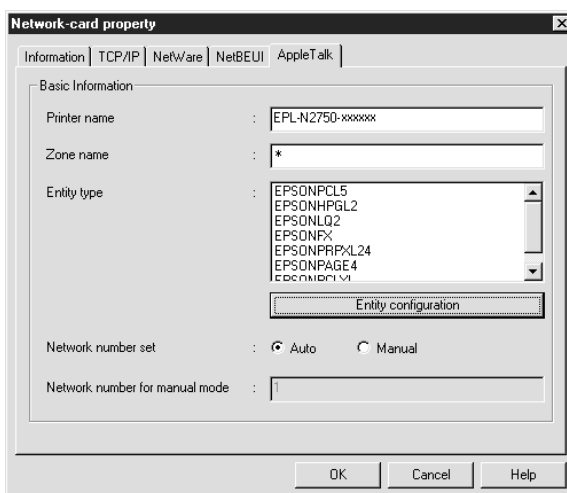 Network-card property
Information TCP/IP NetWare NetBEUI AppleTalk
Basic Information
Printer name : EPL-N2750-xxxxxx
Zone name : *
Entity type :
EPSONPCL5
EPSONHPGL2
EPSONLQ2
EPSONFX
EPSONPRPXL24
EPSONPAGE4
EPSONPCLXL
Entity configuration
Network number set : Auto Manual
Network number for manual mode : 1
OK Cancel Help